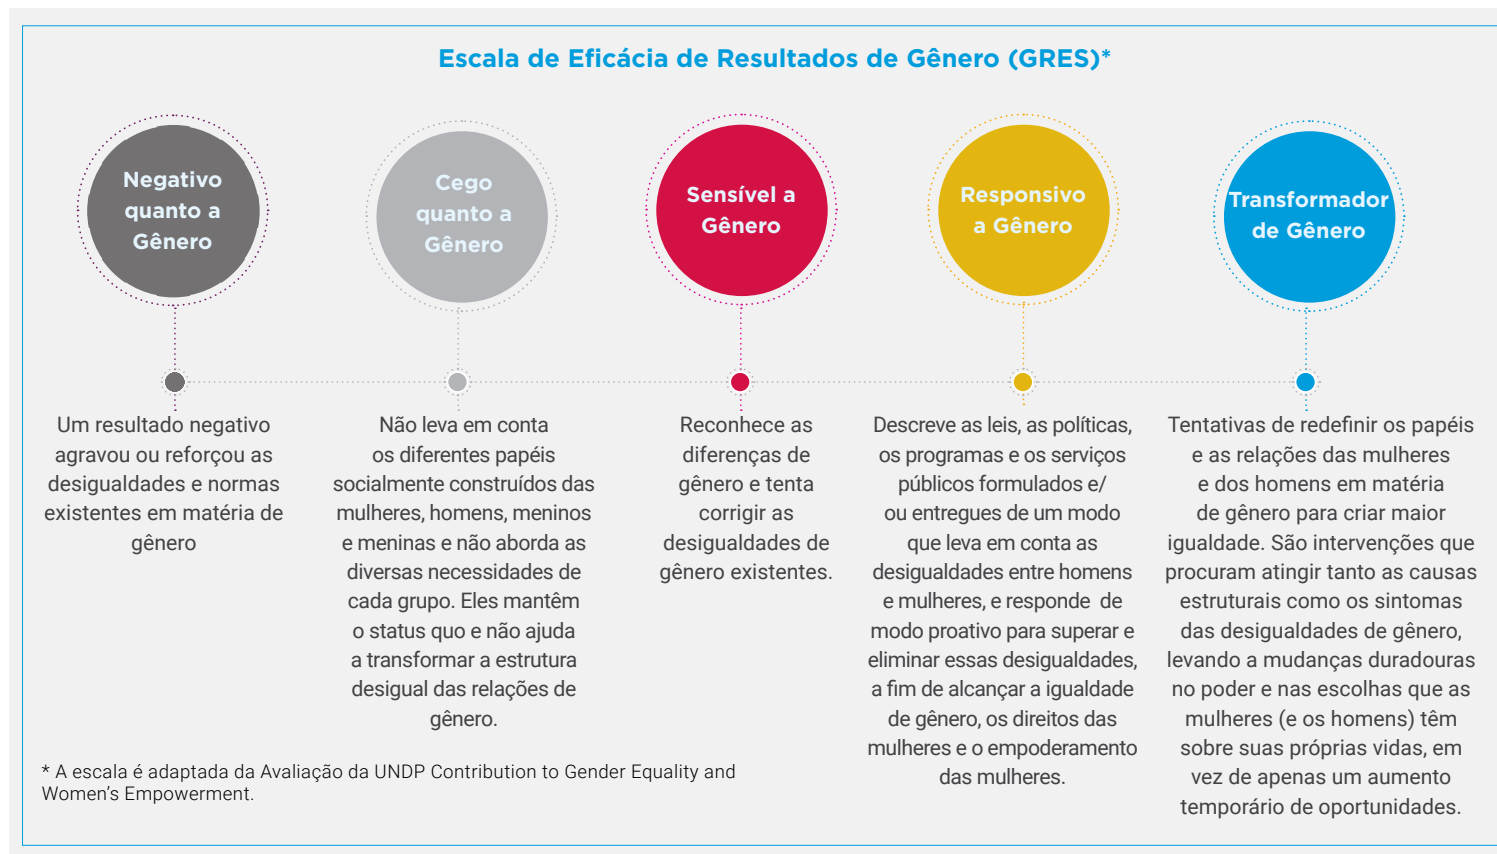 Escala de Eficácia de Resultados de Gênero (GRES)*
Negativo
quanto a
Gênero
Um resultado negativo
agravou ou reforçou as
desigualdades e normas
existentes em matéria de
gênero
Cego
quanto a
Gênero
Não leva em conta
os diferentes papéis
socialmente construídos das
mulheres, homens, meninos
e meninas e não aborda as
diversas necessidades de
cada grupo. Eles mantêm
o status quo e não ajuda
a transformar a estrutura
desigual das relações de
gênero.
Sensível a
Gênero
Reconhece as
diferenças de
gênero e tenta
corrigir as
desigualdades de
gênero existentes.
Responsivo
a Gênero
Descreve as leis, as políticas,
os programas e os serviços
públicos formulados e/
ou entregues de um modo
que leva em conta as
desigualdades entre homens
e mulheres, e responde de
modo proativo para superar e
eliminar essas desigualdades,
a fim de alcançar a igualdade
de gênero, os direitos das
mulheres e o empoderamento
das mulheres.
Transformador
de Gênero
Tentativas de redefinir os papéis
e as relações das mulheres
e dos homens em matéria
de gênero para criar maior
igualdade. São intervenções que
procuram atingir tanto as causas
estruturais como os sintomas
das desigualdades de gênero,
levando a mudanças duradouras
no poder e nas escolhas que as
mulheres (e os homens) têm
sobre suas próprias vidas, em
vez de apenas um aumento
temporário de oportunidades.
* A escala é adaptada da Avaliação da UNDP Contribution to Gender Equality and
Women’s Empowerment.